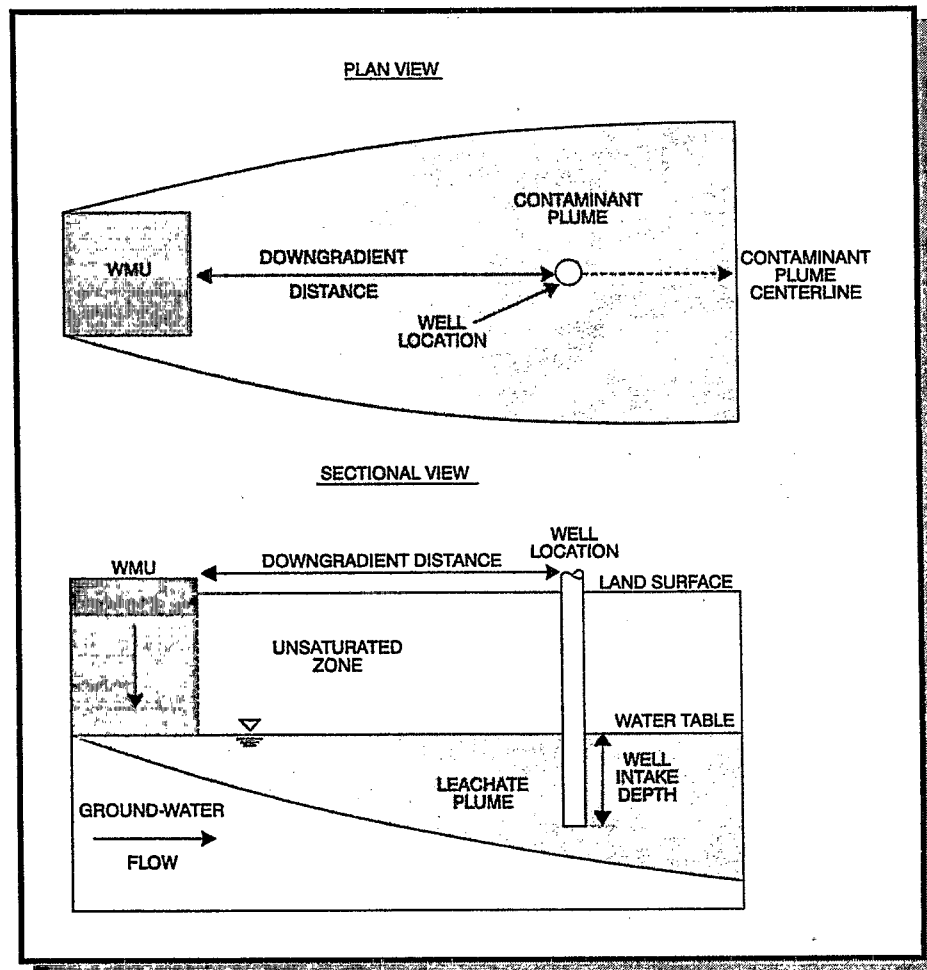 PLAN VIEW
CONTAMINANT
PLUME
WMU
DOWNGRADIENT
DISTANCE
CONTAMINANT
PLUME
CENTERLINE
WELL
LOCATION
SECTIONAL VIEW
WELL
LOCATION
WMU
DOWNGRADIENT DISTANCE
LAND SURFACE
UNSATURATED
ZONE
WATER TABLE
WELL
INTAKE
DEPTH
LEACHATE
PLUME
GROUND-WATER
FLOW